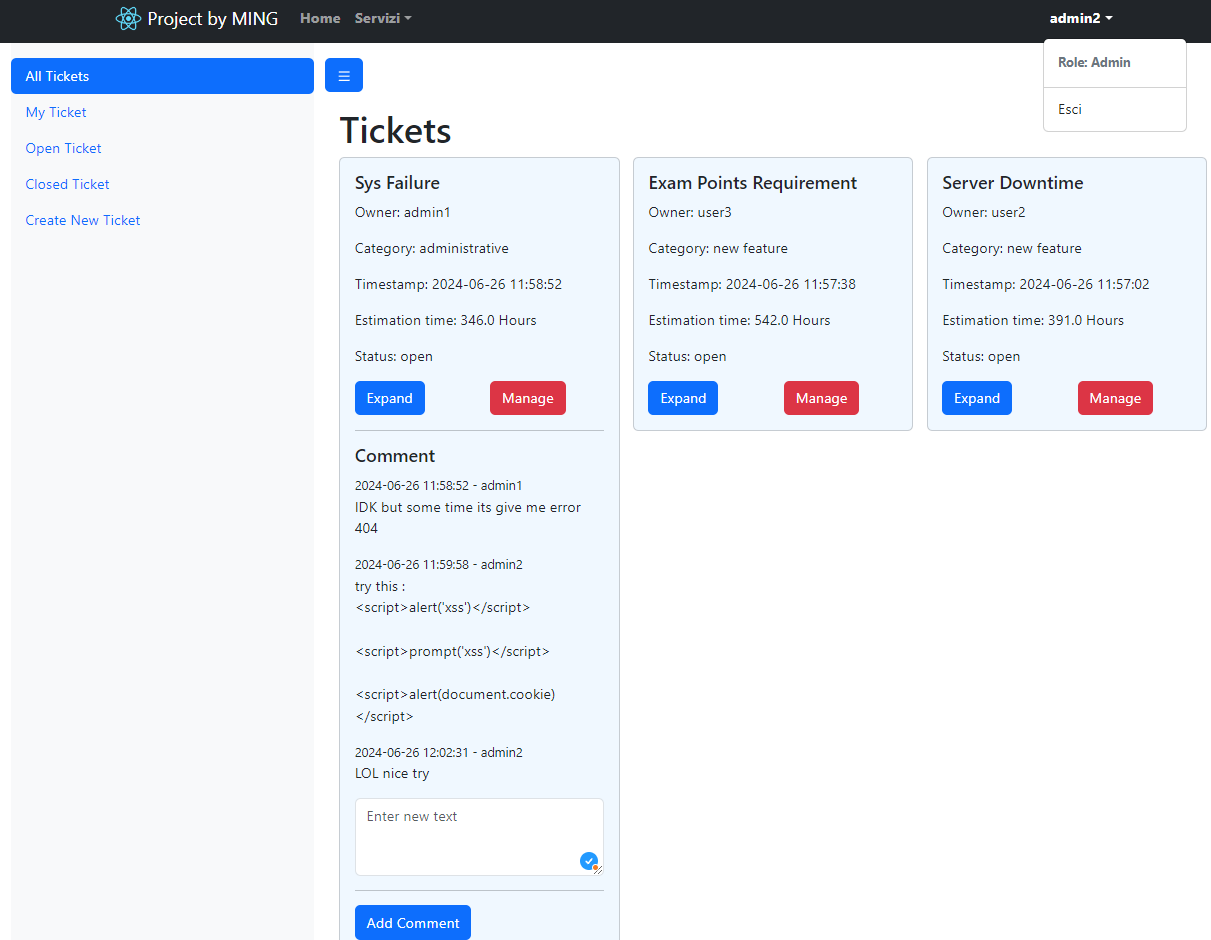 Project by MING
Home
Servizi
admin2
Role: Admin
Esci
All Tickets
My Ticket
Open Ticket
Closed Ticket
Create New Ticket
Tickets
Sys Failure
Owner: admin1
Category: administrative
Timestamp: 2024-06-26 11:58:52
Estimation time: 346.0 Hours
Status: open
Expand
Manage
Comment
2024-06-26 11:58:52 - admin1
IDK but some time its give me error
404
2024-06-26 11:59:58 - admin2
try this :
<script>alert('xss')</script>
<script>prompt('xss')</script>
<script>alert(document.cookie)
</script>
2024-06-26 12:02:31 - admin2
LOL nice try
Enter new text
Add Comment
Exam Points Requirement
Owner: user3
Category: new feature
Timestamp: 2024-06-26 11:57:38
Estimation time: 542.0 Hours
Status: open
Expand
Manage
Server Downtime
Owner: user2
Category: new feature
Timestamp: 2024-06-26 11:57:02
Estimation time: 391.0 Hours
Status: open
Expand
Manage